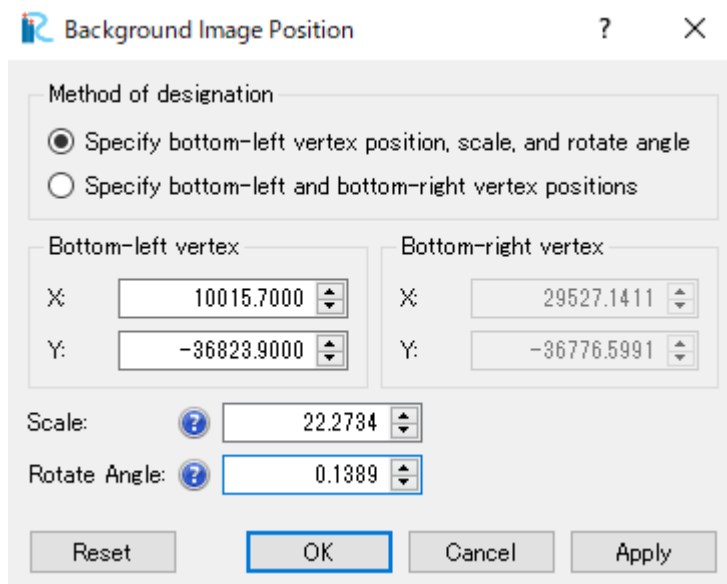 Background Image Position ? ×
Method of designation
Specify bottom-left vertex position, scale, and rotate angle
Specify bottom-left and bottom-right vertex positions
Bottom-left vertex
X: 10015.7000
Y: -36823.9000
Bottom-right vertex
X: 29527.1411
Y: -36776.5991
Scale: ? 22.2734
Rotate Angle: ? 0.1389
Reset OK Cancel Apply